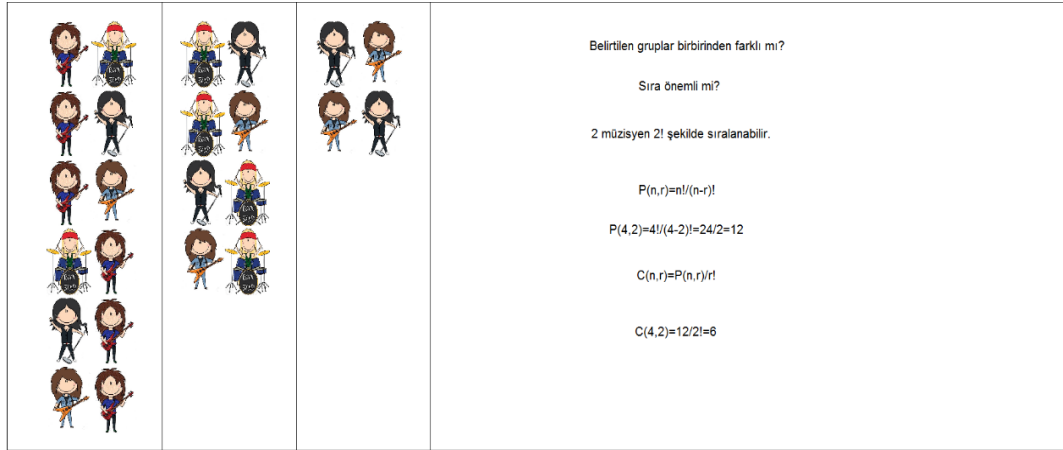 Belirtilen gruplar birbirinden farklı mı?
Sıra önemli mi?
2 müzisyen 2! şekilde sıralanabilir.
P(n,r)=n!/(n-r)!
P(4,2)=4!/(4-2)!=24/2=12
C(n,r)=P(n,r)/r!
C(4,2)=12/2!=6